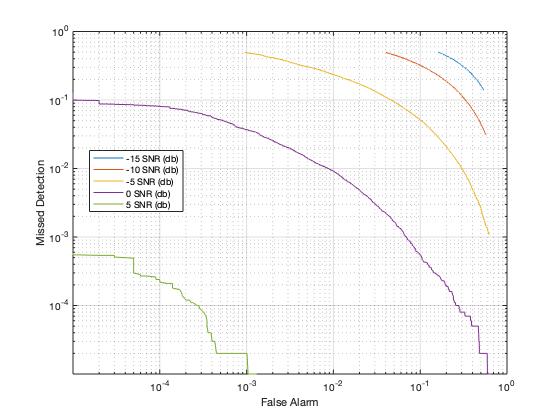 10^0
10^-1
10^-2
10^-3
10^-4
Missed Detection
-15 SNR (db)
-10 SNR (db)
-5 SNR (db)
0 SNR (db)
5 SNR (db)
10^-4
10^-3
10^-2
10^-1
10^0
False Alarm